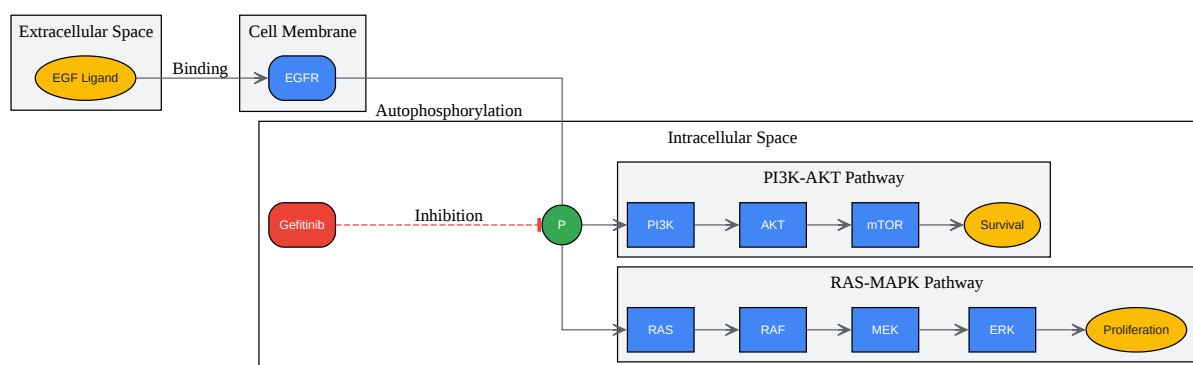 Extracellular Space
Cell Membrane
EGF Ligand
Binding
EGFR
Autophosphorylation
Intracellular Space
PI3K-AKT Pathway
Gefitinib
Inhibition
P
PI3K
AKT
mTOR
Survival
RAS-MAPK Pathway
RAS
RAF
MEK
ERK
Proliferation